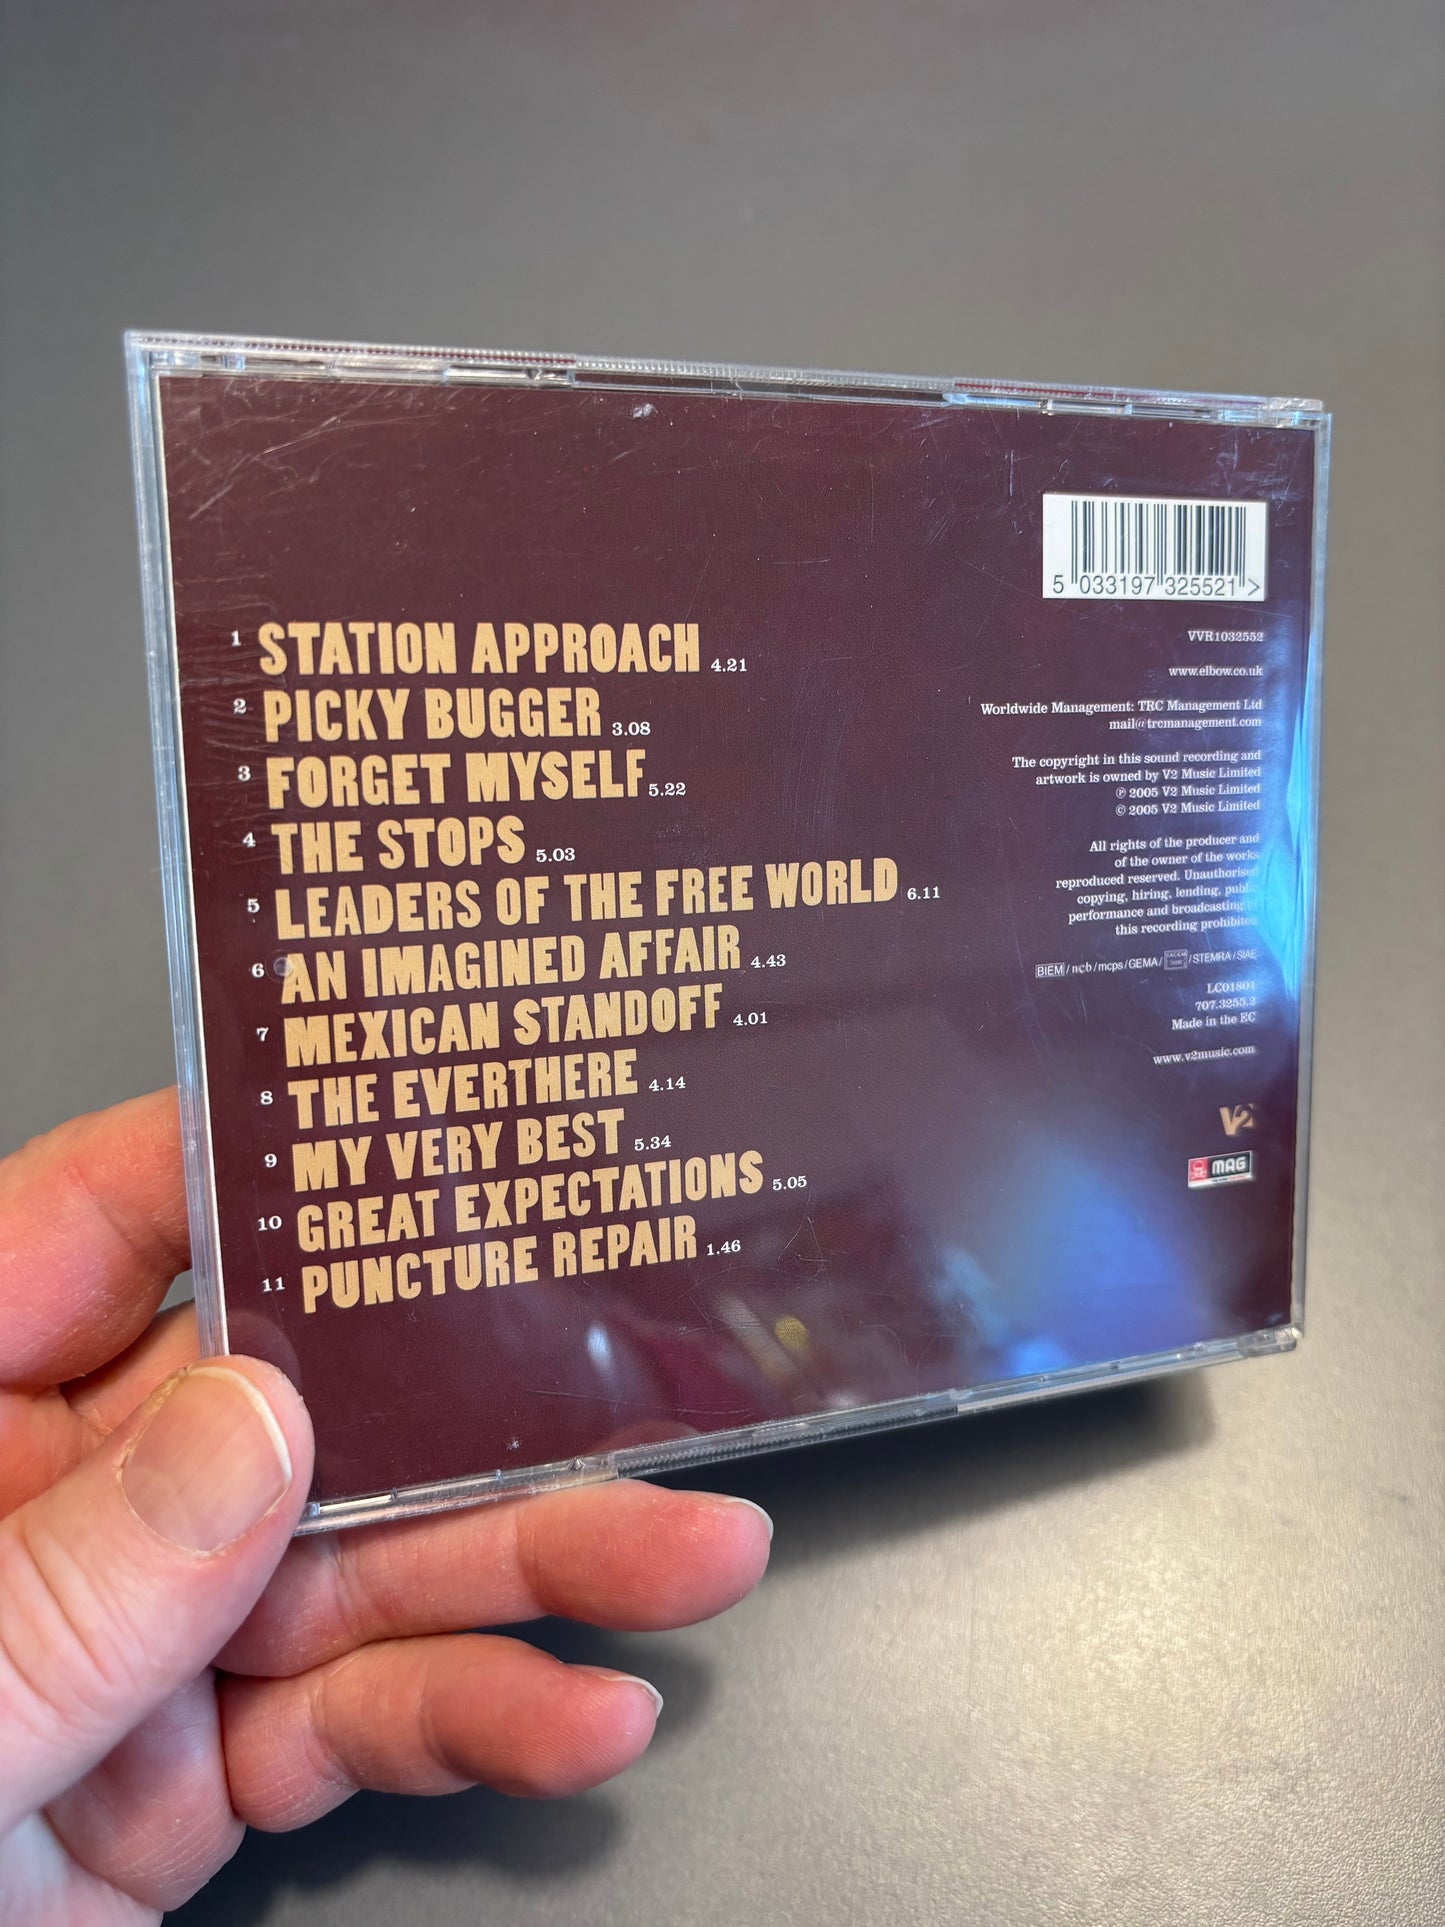 1 STATION APPROACH 4.21
2 PICKY BUGGER 3.08
3 FORGET MYSELF 5.22
4 THE STOPS 5.03
5 LEADERS OF THE FREE WORLD 6.11
6 AN IMAGINED AFFAIR 4.43
7 MEXICAN STANDOFF 4.01
8 THE EVERTHERE 4.14
9 MY VERY BEST 5.34
10 GREAT EXPECTATIONS 5.05
11 PUNCTURE REPAIR 1.46
5 033197 325521 >
VVR1032552
www.elbow.co.uk
Worldwide Management: TRC Management Ltd
mail@trcmanagement.com
The copyright in this sound recording and
artwork is owned by V2 Music Limited
℗ 2005 V2 Music Limited
© 2005 V2 Music Limited
All rights of the producer and
of the owner of the works
reproduced reserved. Unauthorised
copying, hiring, lending, public
performance and broadcasting of
this recording prohibited
BIEM / ncb / mcps / GEMA / / STEMRA / SIAE
LC01801
707.3255.2
Made in the EC
www.v2music.com
V2
MAG